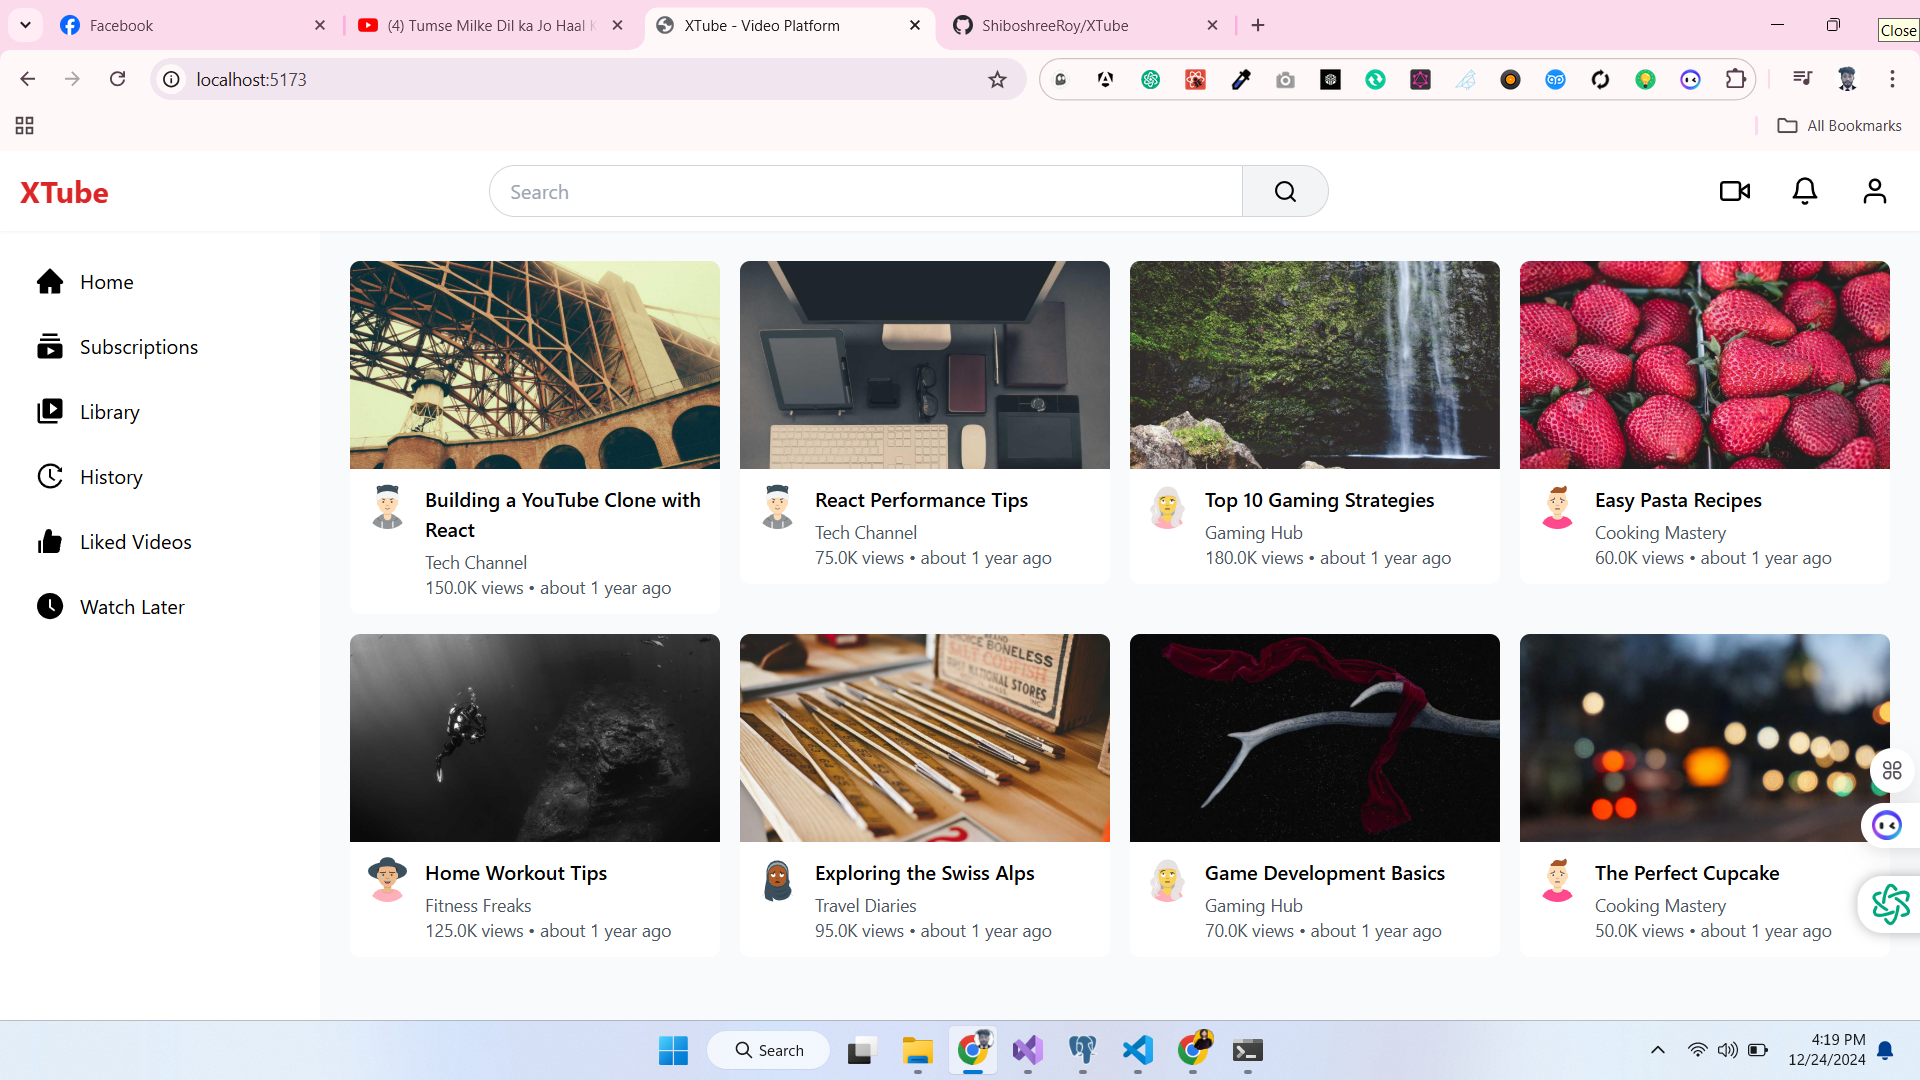 Facebook
(4) Tumse Milke Dil ka Jo Haal
XTube - Video Platform
ShiboshreeRoy/XTube
Close
localhost:5173
All Bookmarks
XTube
Search
Home
Subscriptions
Library
History
Liked Videos
Watch Later
Building a YouTube Clone with
React
Tech Channel
150.0K views • about 1 year ago
React Performance Tips
Tech Channel
75.0K views • about 1 year ago
Top 10 Gaming Strategies
Gaming Hub
180.0K views • about 1 year ago
Easy Pasta Recipes
Cooking Mastery
60.0K views • about 1 year ago
BONELESS
SALT CODFISH
NATIONAL STORES
Home Workout Tips
Fitness Freaks
125.0K views • about 1 year ago
Exploring the Swiss Alps
Travel Diaries
95.0K views • about 1 year ago
Game Development Basics
Gaming Hub
70.0K views • about 1 year ago
The Perfect Cupcake
Cooking Mastery
50.0K views • about 1 year ago
Search
4:19 PM
12/24/2024